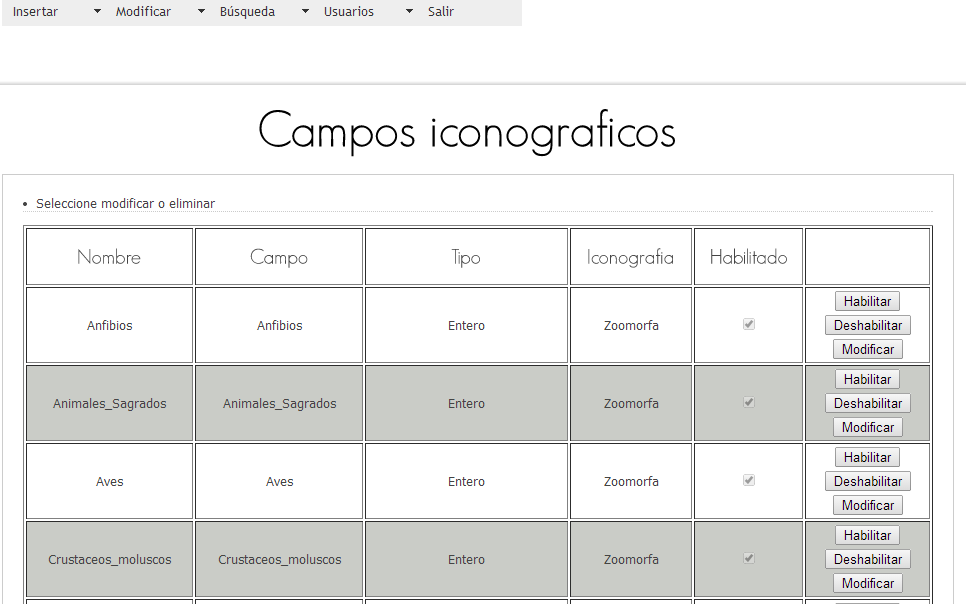 Insertar Modificar Búsqueda Usuarios Salir
Campos iconograficos
• Seleccione modificar o eliminar
Nombre Campo Tipo Iconografia Habilitado
Anfibios Anfibios Entero Zoomorfa Habilitar
Deshabilitar
Modificar
Animales_Sagrados Animales_Sagrados Entero Zoomorfa Habilitar
Deshabilitar
Modificar
Aves Aves Entero Zoomorfa Habilitar
Deshabilitar
Modificar
Crustaceos_moluscos Crustaceos_moluscos Entero Zoomorfa Habilitar
Deshabilitar
Modificar